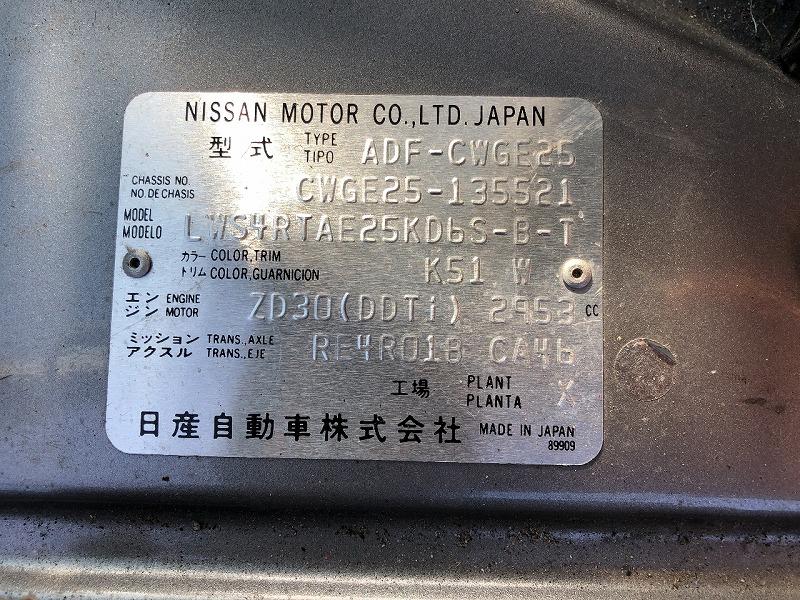 NISSAN MOTOR CO.,LTD. JAPAN
型式 TYPE TIPO ADF-CWGE25
CHASSIS NO. NO. DE CHASIS CWGE25-135521
MODEL MODELO LWS4RTAE25KD6S-B-T
カラー COLOR,TRIM
トリム COLOR,GUARNICION K51 W
エンジン ENGINE MOTOR ZD30(DDTi) 2953 CC
ミッション TRANS.,AXLE
アクスル TRANS.,EJE RE4R01B CA46
工場 PLANT PLANTA X
日産自動車株式会社 MADE IN JAPAN
89909